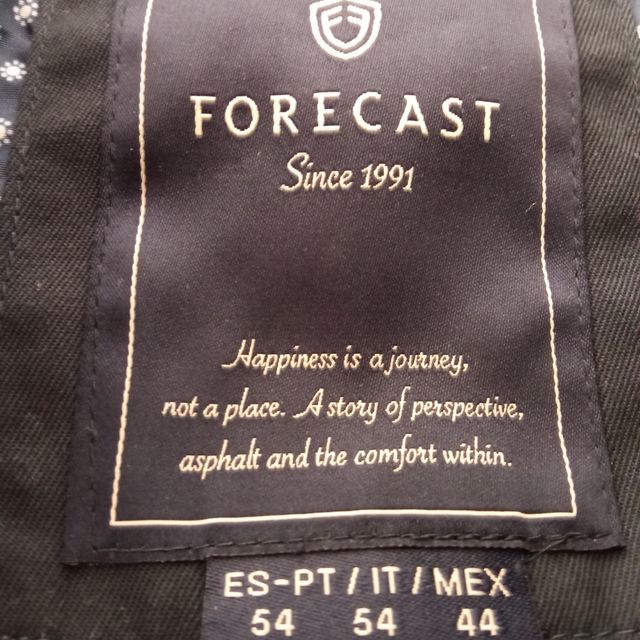 FORECAST
Since 1991
Happiness is a journey,
not a place. A story of perspective,
asphalt and the comfort within.
ES-PT / IT / MEX
54 54 44